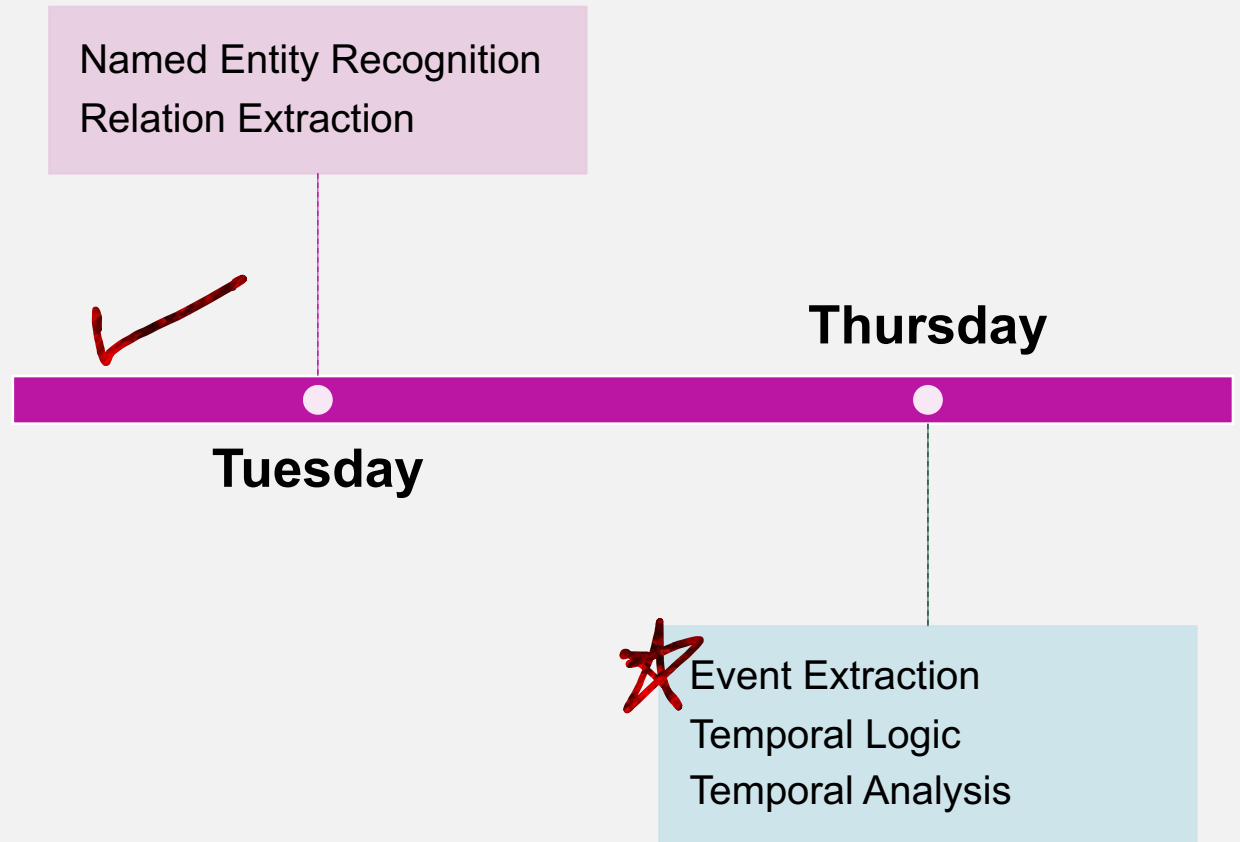 Named Entity Recognition
Relation Extraction
Thursday
Tuesday
Event Extraction
Temporal Logic
Temporal Analysis